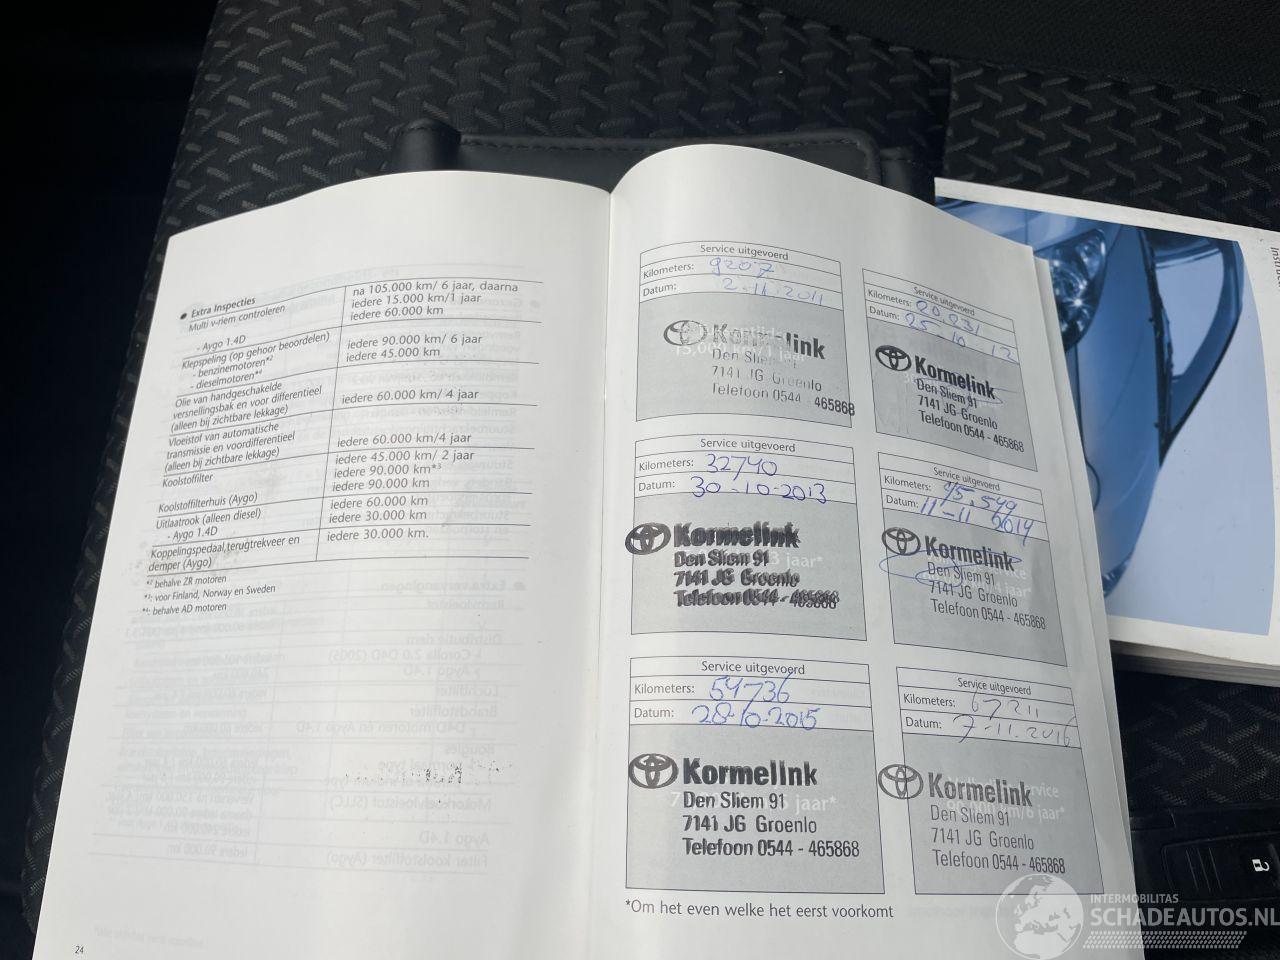 • Extra Inspecties
Multi v-riem controleren
- Aygo 1.4D
na 105.000 km/ 6 jaar, daarna
iedere 15.000 km/1 jaar
iedere 60.000 km
Klepspeling (op gehoor beoordelen)
- benzinemotoren*²
- dieselmotoren*⁴
iedere 90.000 km/ 6 jaar
iedere 45.000 km
Olie van handgeschakelde
versnellingsbak en voor differentieel
(alleen bij zichtbare lekkage)
iedere 60.000 km/ 4 jaar
Vloeistof van automatische
transmissie en voordifferentieel
(alleen bij zichtbare lekkage)
iedere 60.000 km/4 jaar
Koolstoffilter
iedere 45.000 km/ 2 jaar
iedere 90.000 km*³
iedere 90.000 km
Koolstoffilterhuis (Aygo)
iedere 60.000 km
Uitlaatrook (alleen diesel)
- Aygo 1.4D
iedere 30.000 km
Koppelingspedaal,terugtrekveer en
demper (Aygo)
iedere 30.000 km.
*² behalve ZR motoren
*³: voor Finland, Norway en Sweden
*⁴: behalve AD motoren
24
Service uitgevoerd
Kilometers: 9207
Datum: 2-11-2011
Kormelink
15,000 km/1 jaar
Den Sliem
7141 JG Groenlo
Telefoon 0544 - 465868
Service uitgevoerd
Kilometers: 20.231
Datum: 25-10-12
Kormelink
Den Sliem 91
7141 JG Groenlo
Telefoon 0544 - 465868
Service uitgevoerd
Kilometers: 32740
Datum: 30-10-2013
Kormelink
Den Sliem 91
7141 JG Groenlo
Telefoon 0544 - 465868
Service uitgevoerd
Kilometers: 45.549
Datum: 11-11 2014
Kormelink
Den Sliem 91
7141 JG Groenlo
Telefoon 0544 - 465868
Service uitgevoerd
Kilometers: 54736
Datum: 28-10-2015
Kormelink
Den Sliem 91
7141 JG Groenlo
Telefoon 0544 - 465868
Service uitgevoerd
Kilometers: 67211
Datum: 7-11-2016
Kormelink
Den Sliem 91
7141 JG Groenlo
Telefoon 0544 - 465868
*Om het even welke het eerst voorkomt
INTERMOBILITAS
SCHADEAUTOS.NL